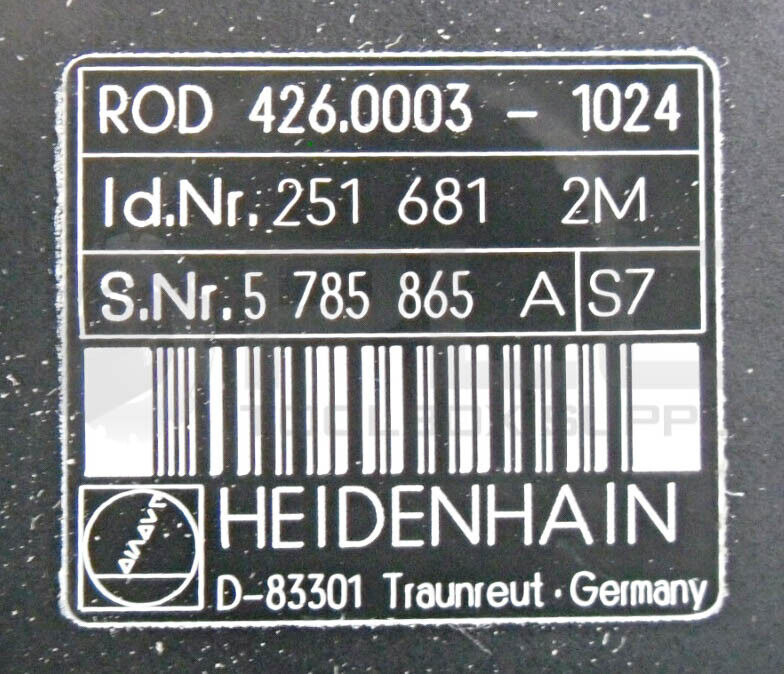 ROD 426.0003 - 1024
Id.Nr. 251 681 2M
S.Nr. 5 785 865 A S7
HEIDENHAIN
D-83301 Traunreut · Germany